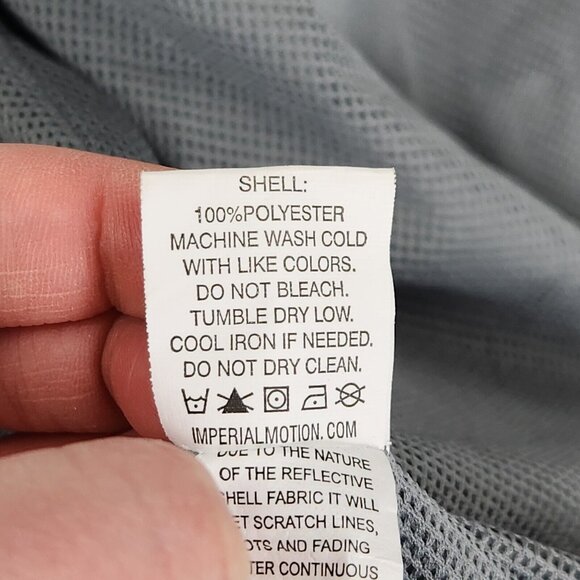 SHELL:
100%POLYESTER
MACHINE WASH COLD
WITH LIKE COLORS.
DO NOT BLEACH.
TUMBLE DRY LOW.
COOL IRON IF NEEDED.
DO NOT DRY CLEAN.
IMPERIALMOTION.COM
DUE TO THE NATURE
OF THE REFLECTIVE
FABRIC IT WILL
SCRATCH LINES,
AND FADING
CONTINUOUS